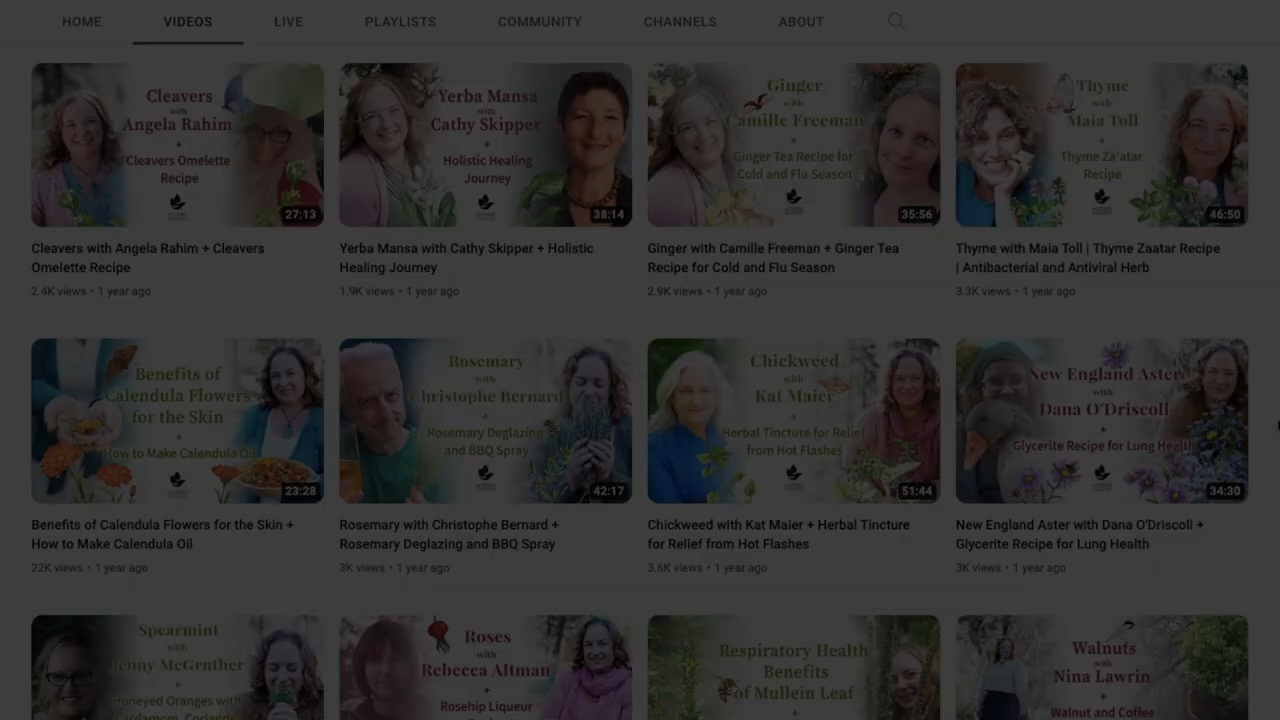 HOME VIDEOS LIVE PLAYLISTS COMMUNITY CHANNELS ABOUT
Cleavers
with
Angela Rahim
+
Cleavers Omelette
Recipe
27:13
Yerba Mansa
with
Cathy Skipper
+
Holistic Healing
Journey
38:14
Ginger
with
Camille Freeman
+
Ginger Tea Recipe for
Cold and Flu Season
35:56
Thyme
with
Maia Toll
+
Thyme Za'atar
Recipe
46:50
Cleavers with Angela Rahim + Cleavers
Omelette Recipe
2.4K views • 1 year ago
Yerba Mansa with Cathy Skipper + Holistic
Healing Journey
1.9K views • 1 year ago
Ginger with Camille Freeman + Ginger Tea
Recipe for Cold and Flu Season
2.9K views • 1 year ago
Thyme with Maia Toll | Thyme Zaatar Recipe
| Antibacterial and Antiviral Herb
3.3K views • 1 year ago
Benefits of
Calendula Flowers
for the Skin
+
How to Make Calendula Oil
23:28
Rosemary
with
Christophe Bernard
+
Rosemary Deglazing
and BBQ Spray
42:17
Chickweed
with
Kat Maier
+
Herbal Tincture for Relief
from Hot Flashes
51:44
New England Aster
with
Dana O'Driscoll
+
Glycerite Recipe for Lung Health
34:30
Benefits of Calendula Flowers for the Skin +
How to Make Calendula Oil
22K views • 1 year ago
Rosemary with Christophe Bernard +
Rosemary Deglazing and BBQ Spray
3K views • 1 year ago
Chickweed with Kat Maier + Herbal Tincture
for Relief from Hot Flashes
3.6K views • 1 year ago
New England Aster with Dana O'Driscoll +
Glycerite Recipe for Lung Health
3K views • 1 year ago
Spearmint
with
Jenny McGruther
+
Honeyed Oranges with
Cardamom, Coriander
Roses
with
Rebecca Altman
+
Rosehip Liqueur
Respiratory Health
Benefits
of Mullein Leaf
+
Walnuts
with
Nina Lawrin
+
Walnut and Coffee